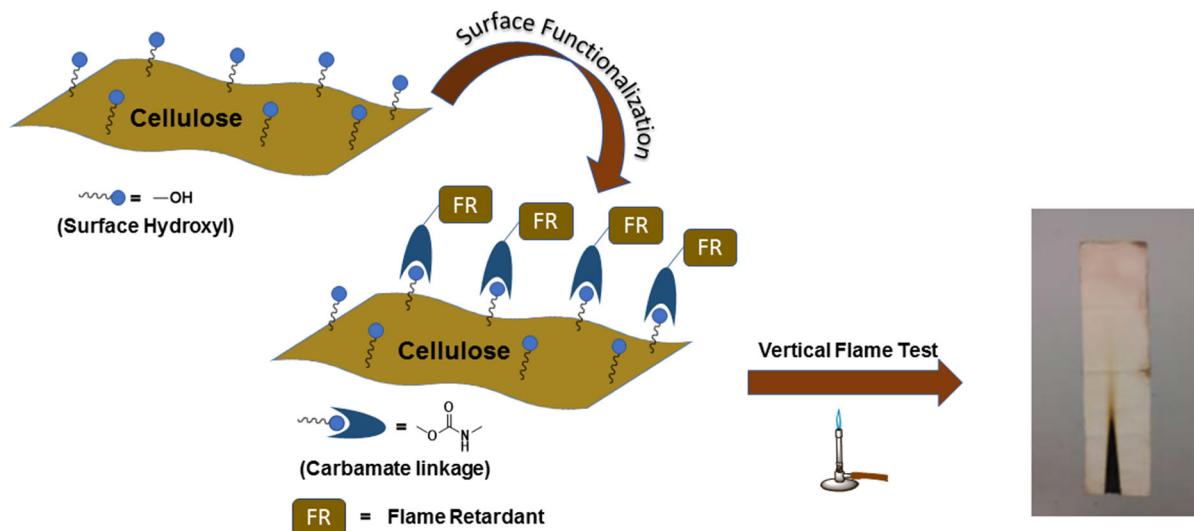 Surface Functionalization
Cellulose
= —OH
(Surface Hydroxyl)
FR
FR
FR
FR
Cellulose
Vertical Flame Test
= O O N H
(Carbamate linkage)
FR = Flame Retardant